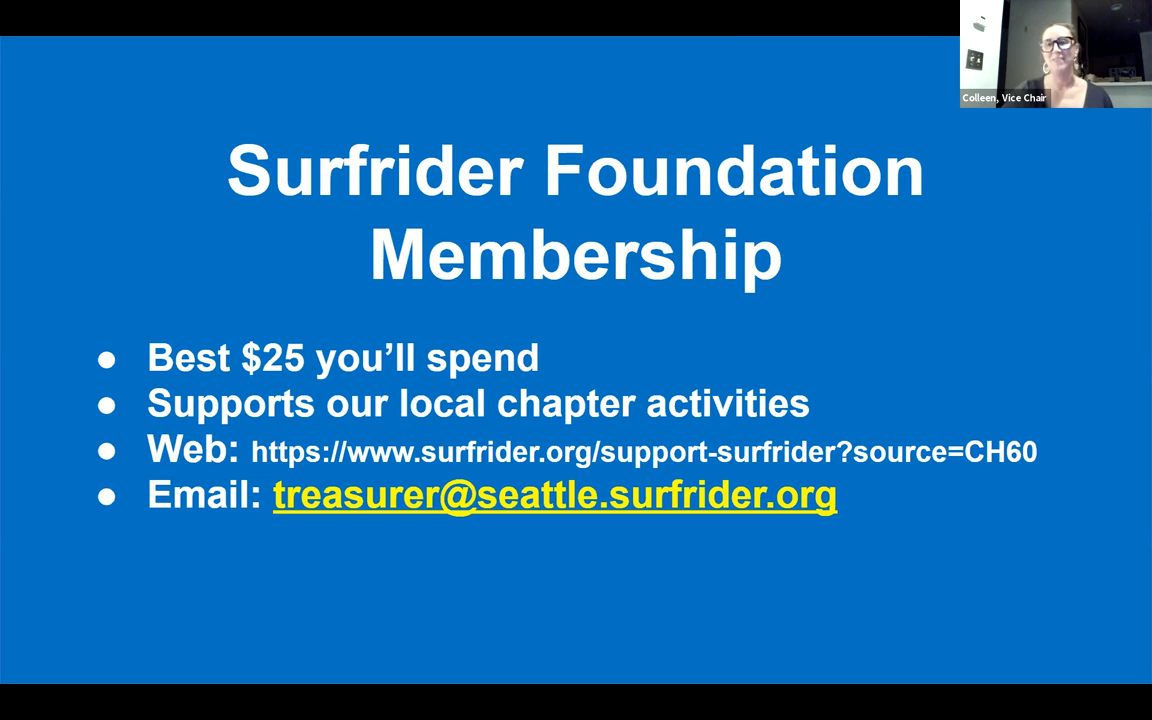 Colleen, Vice Chair
Surfrider Foundation
Membership
● Best $25 you’ll spend
● Supports our local chapter activities
● Web: https://www.surfrider.org/support-surfrider?source=CH60
● Email: treasurer@seattle.surfrider.org